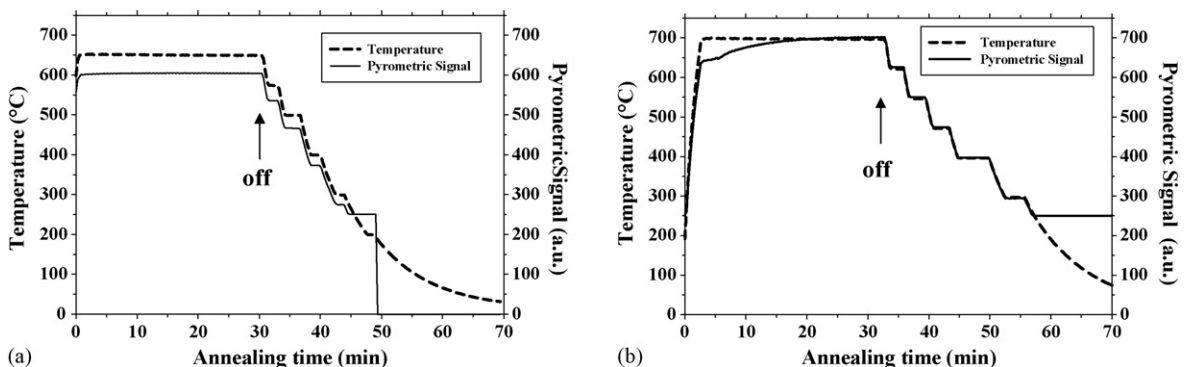 Temperature (°C)
700
600
500
400
300
200
100
0
Temperature
Pyrometric Signal
off
700
600
500
400
300
200
100
0
PyrometricSignal (a.u.)
0 10 20 30 40 50 60 70
Annealing time (min)
(a)
Temperature (°C)
700
600
500
400
300
200
100
0
Temperature
Pyrometric Signal
off
700
600
500
400
300
200
100
0
Pyrometric Signal (a.u.)
0 10 20 30 40 50 60 70
Annealing time (min)
(b)